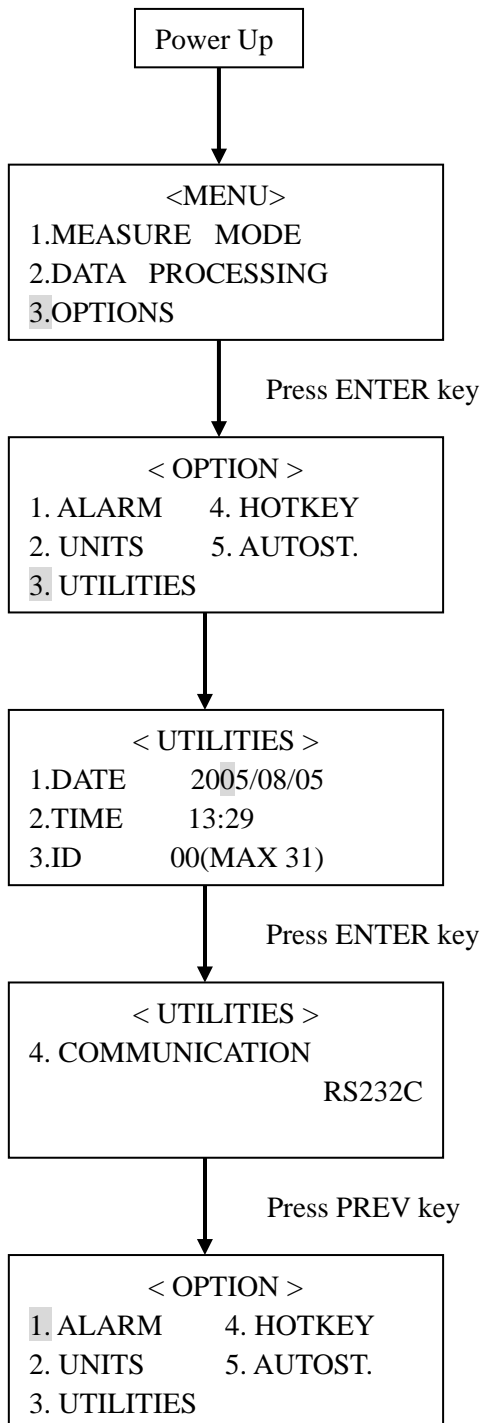 Power Up
<MENU>
1.MEASURE MODE
2.DATA PROCESSING
3.OPTIONS
Press ENTER key
< OPTION >
1. ALARM 4. HOTKEY
2. UNITS 5. AUTOST.
3. UTILITIES
< UTILITIES >
1.DATE 2005/08/05
2.TIME 13:29
3.ID 00(MAX 31)
Press ENTER key
< UTILITIES >
4. COMMUNICATION
RS232C
Press PREV key
< OPTION >
1. ALARM 4. HOTKEY
2. UNITS 5. AUTOST.
3. UTILITIES